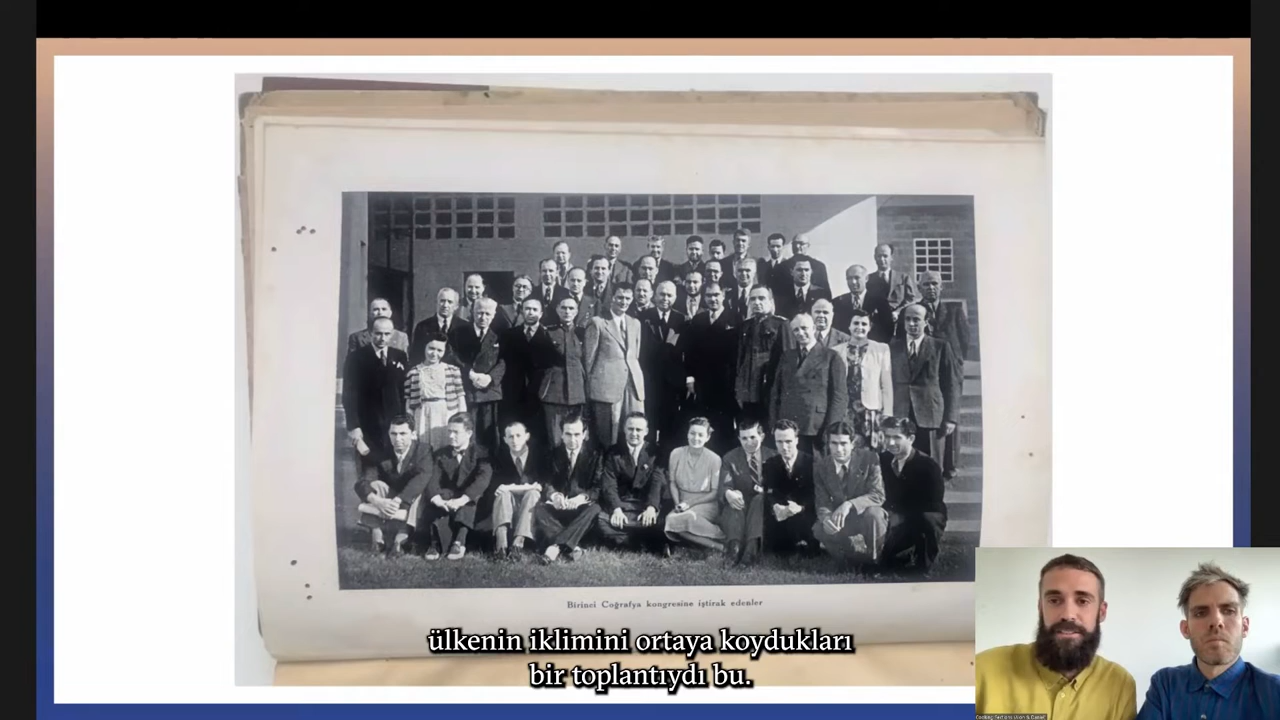 Birinci Coğrafya kongresine iştirak edenler
ülkenin iklimini ortaya koydukları
bir toplantıydı bu.